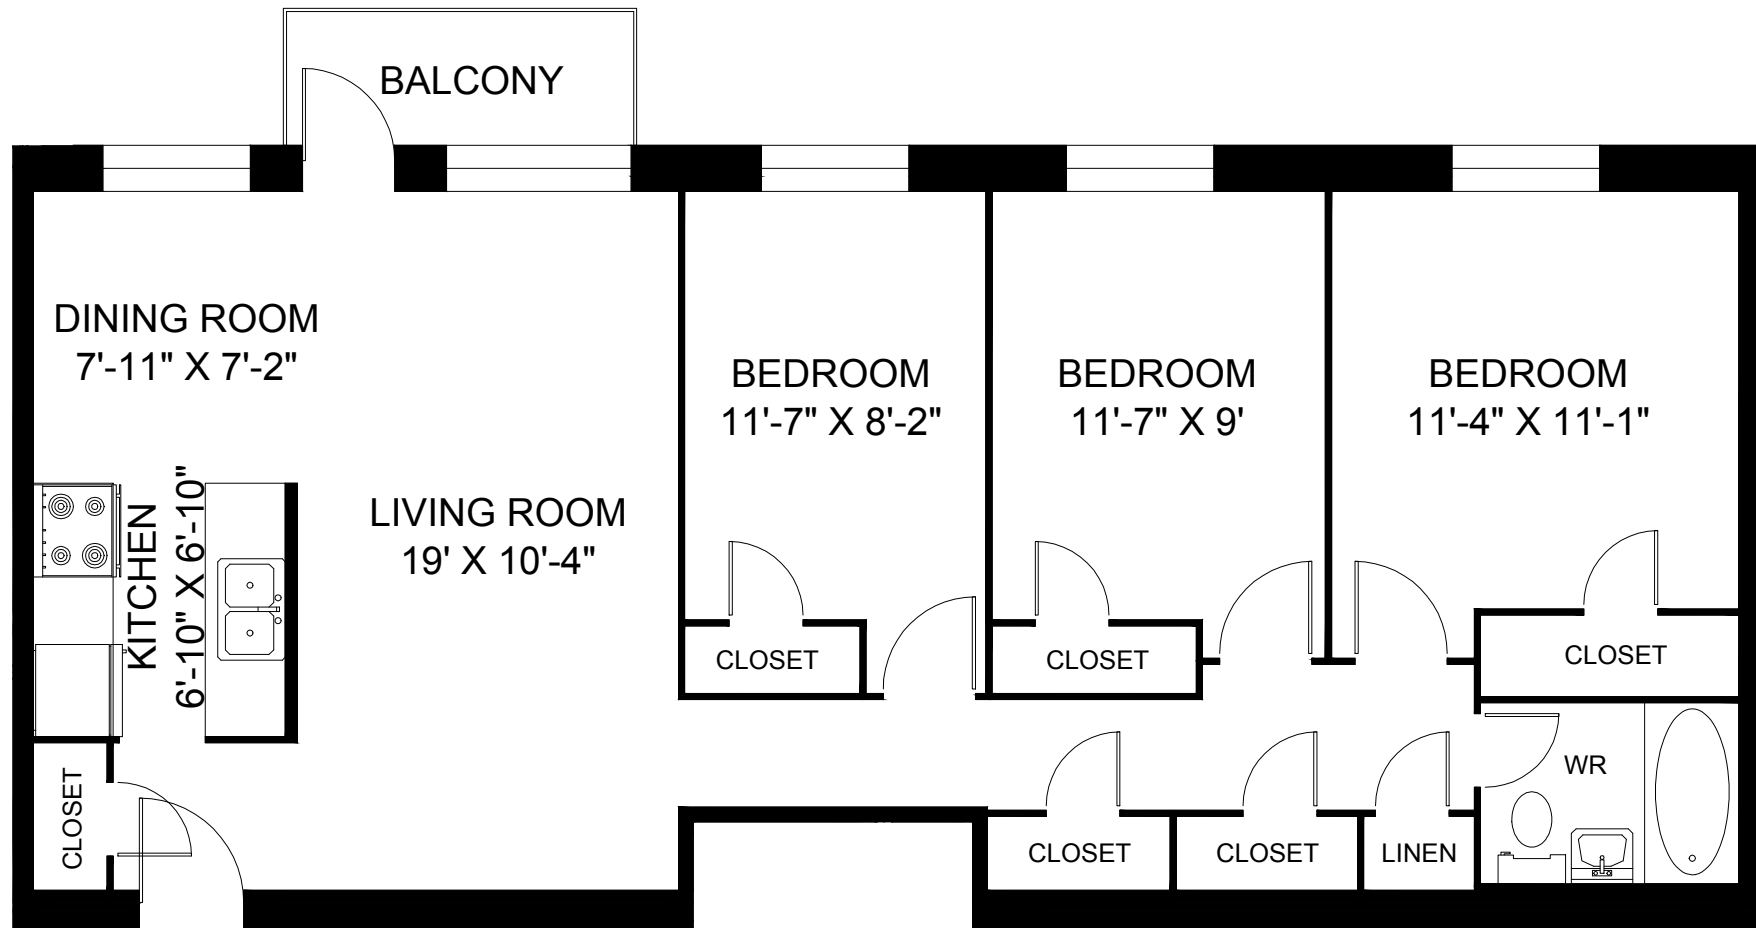 BALCONY
DINING ROOM
7'-11" X 7'-2"
BEDROOM
11'-7" X 8'-2"
BEDROOM
11'-7" X 9'
BEDROOM
11'-4" X 11'-1"
KITCHEN
6'-10" X 6'-10"
LIVING ROOM
19' X 10'-4"
CLOSET
CLOSET
CLOSET
WR
CLOSET
CLOSET
CLOSET
LINEN